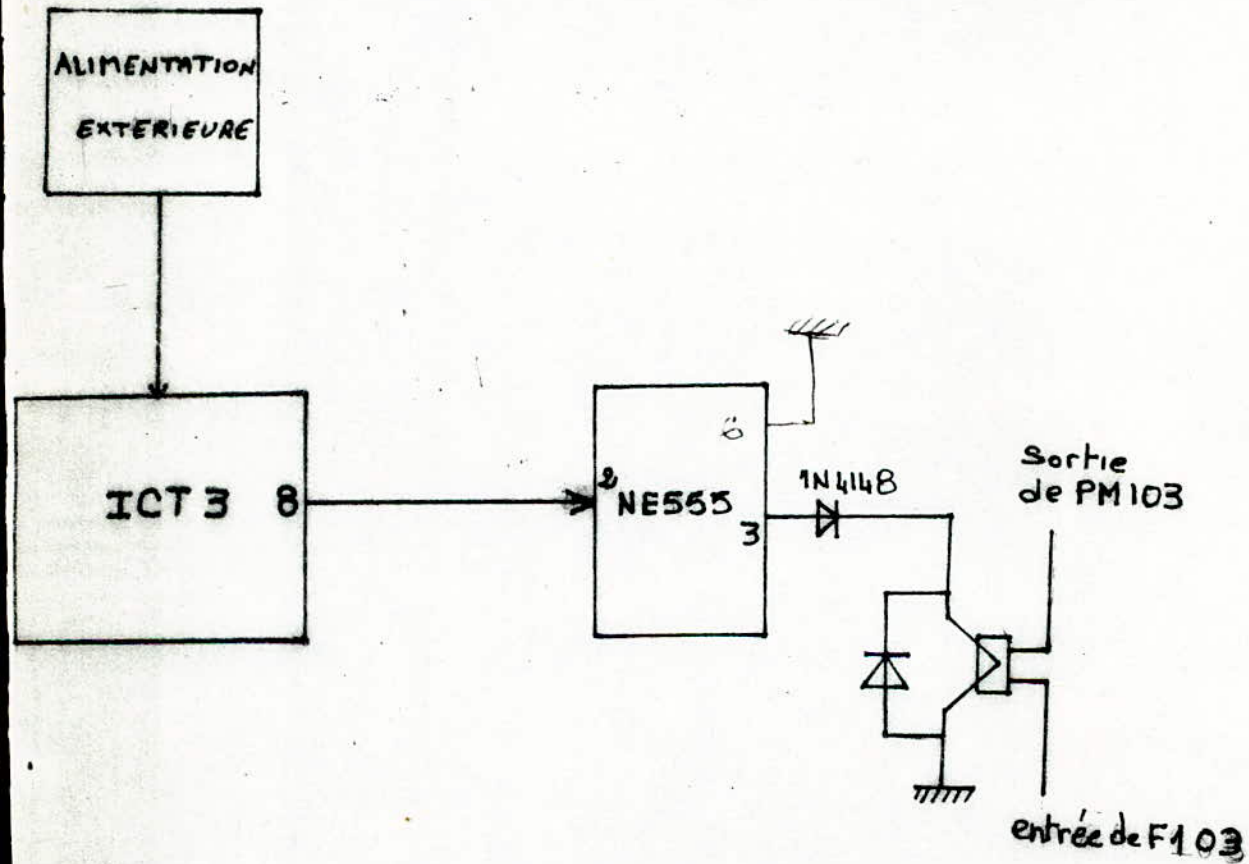 ALIMENTATION
EXTERIEURE
ICT3 8
2
NE555
6
3
1N4148
Sortie
de PM103
entrée de F103